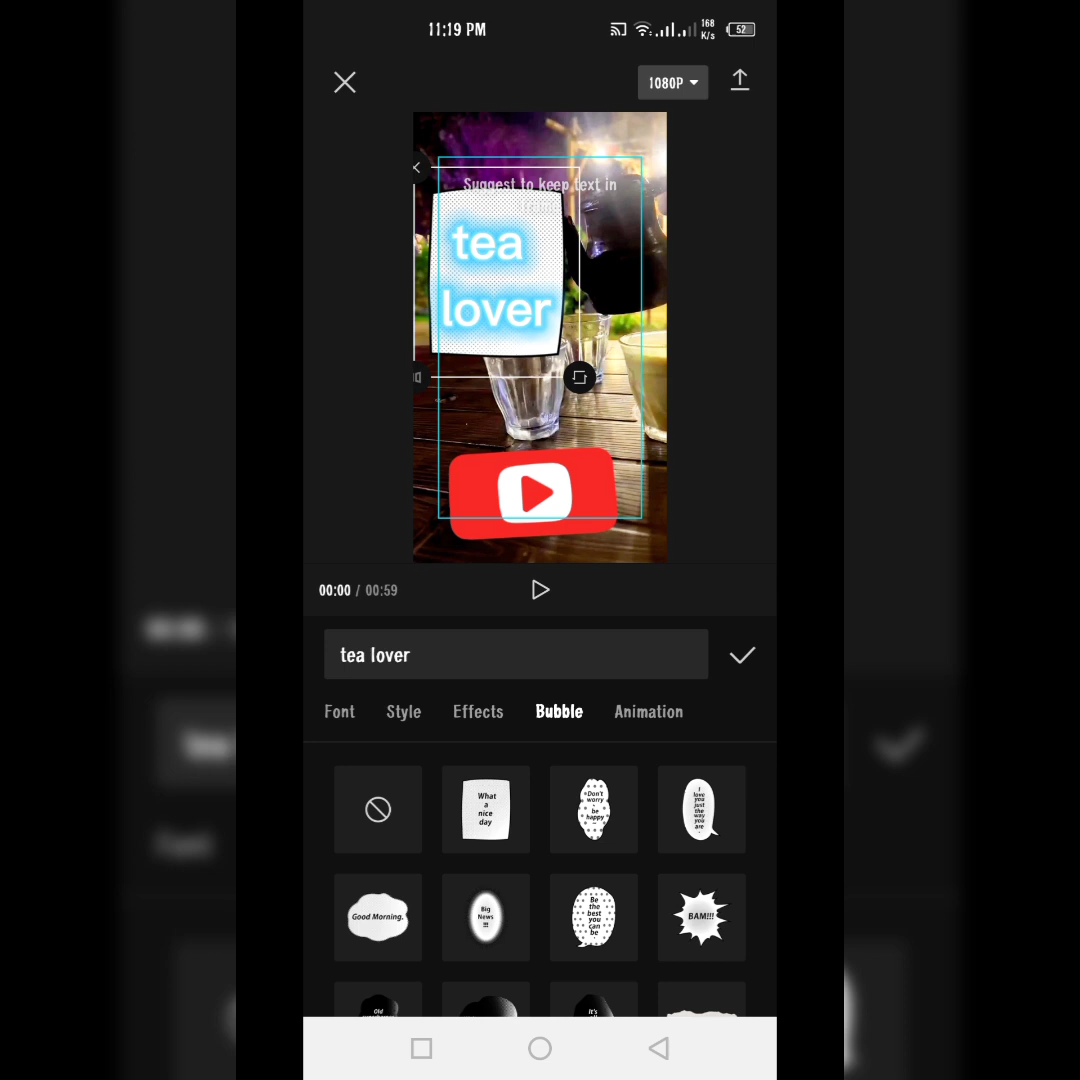 11:19 PM
168
K/s
52
1080P
Suggest to keep text in
tea
lover
00:00 / 00:59
tea lover
Font Style Effects Bubble Animation
What
a
nice
day
Don't
worry
be
happy
I
love
you
just
the
way
you
are
Good Morning.
Big
News
!!!
Be
the
best
you
can
be
BAM!!!
Old
It's